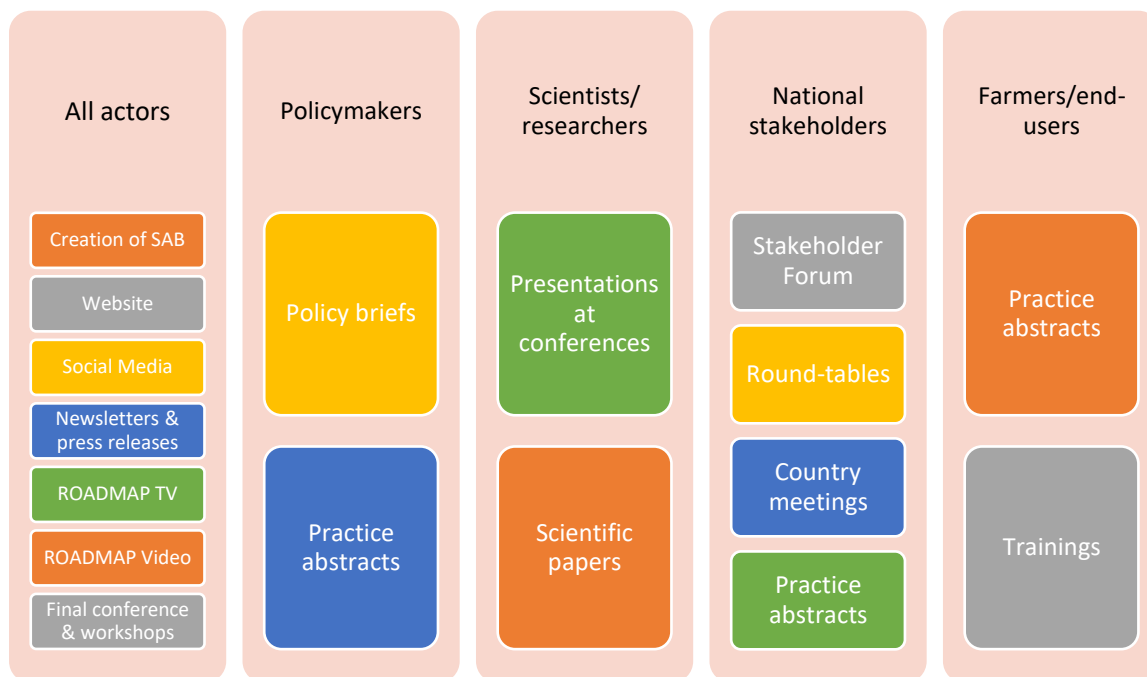 All actors
Creation of SAB
Website
Social Media
Newsletters &
press releases
ROADMAP TV
ROADMAP Video
Final conference
& workshops
Policymakers
Policy briefs
Practice
abstracts
Scientists/
researchers
Presentations
at
conferences
Scientific
papers
National
stakeholders
Stakeholder
Forum
Round-tables
Country
meetings
Practice
abstracts
Farmers/end-
users
Practice
abstracts
Trainings